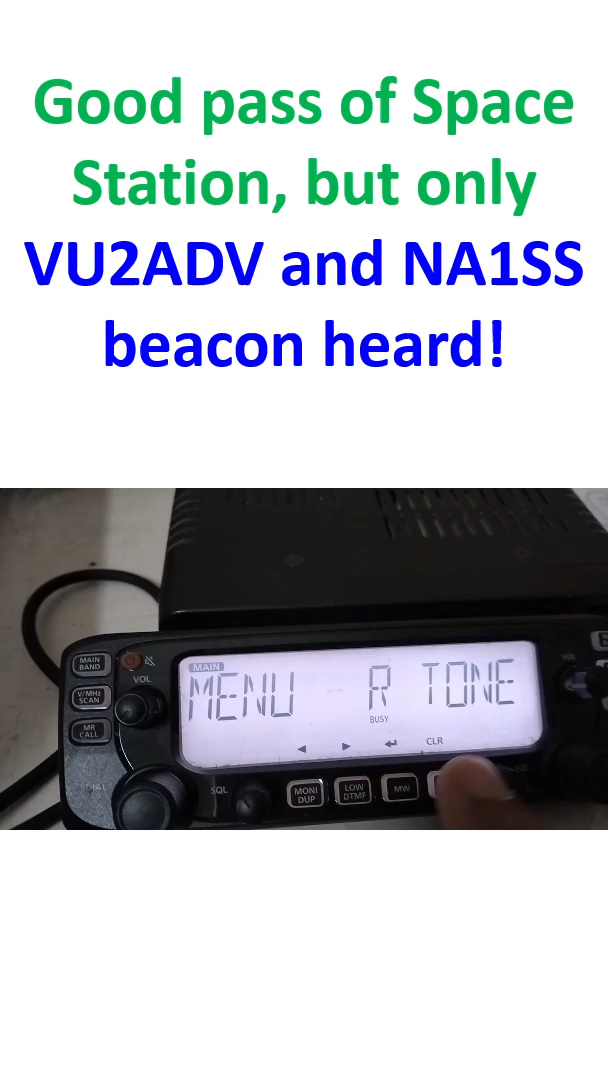 Good pass of Space
Station, but only
VU2ADV and NA1SS
beacon heard!
MAIN
BAND
VOL
V/MHz
SCAN
MR
CALL
DIAL
SQL
MAIN
MENU R TONE
BUSY
CLR
MONI
DUP
LOW
DTMF
MW
VOL